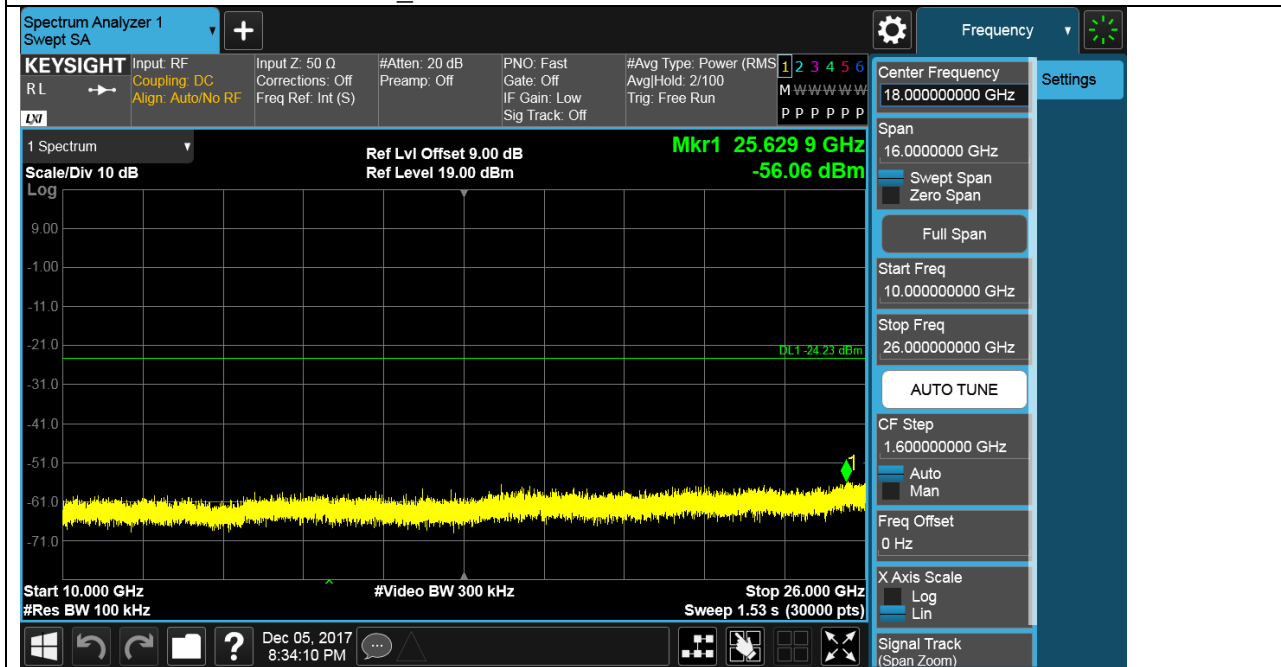 Spectrum Analyzer 1
Swept SA
Frequency
KEYSIGHT
R L
LXI
Input: RF
Coupling: DC
Align: Auto/No RF
Input Z: 50 Ω
Corrections: Off
Freq Ref: Int (S)
#Atten: 20 dB
Preamp: Off
PNO: Fast
Gate: Off
IF Gain: Low
Sig Track: Off
#Avg Type: Power (RMS
Avg|Hold: 2/100
Trig: Free Run
1 2 3 4 5 6
M W W W W W
P P P P P P
1 Spectrum
Scale/Div 10 dB
Ref Lvl Offset 9.00 dB
Ref Level 19.00 dBm
Mkr1 25.629 9 GHz
-56.06 dBm
Log
9.00
-1.00
-11.0
-21.0
DL1 -24.23 dBm
-31.0
-41.0
-51.0
1
-61.0
-71.0
Start 10.000 GHz
#Video BW 300 kHz
Stop 26.000 GHz
#Res BW 100 kHz
Sweep 1.53 s (30000 pts)
?
Dec 05, 2017
8:34:10 PM
Center Frequency
18.000000000 GHz
Settings
Span
16.0000000 GHz
Swept Span
Zero Span
Full Span
Start Freq
10.000000000 GHz
Stop Freq
26.000000000 GHz
AUTO TUNE
CF Step
1.600000000 GHz
Auto
Man
Freq Offset
0 Hz
X Axis Scale
Log
Lin
Signal Track
(Span Zoom)